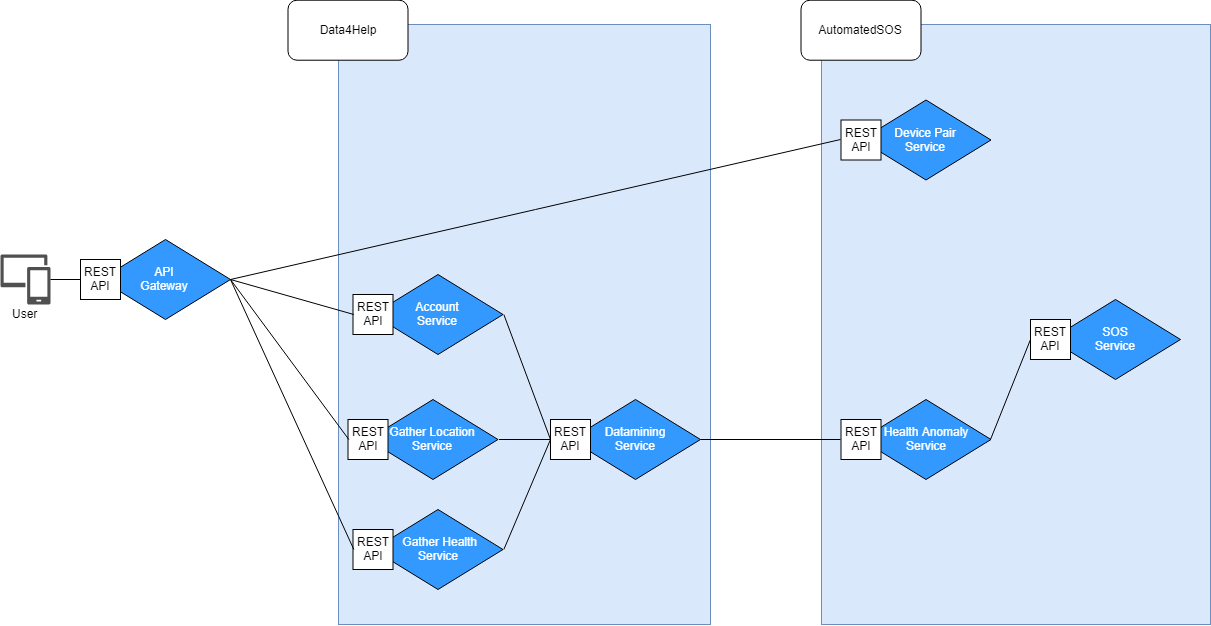 Data4Help
AutomatedSOS
REST
API
Device Pair
Service
User
REST
API
API
Gateway
REST
API
Account
Service
REST
API
Gather Location
Service
REST
API
Gather Health
Service
REST
API
Datamining
Service
REST
API
Health Anomaly
Service
REST
API
SOS
Service